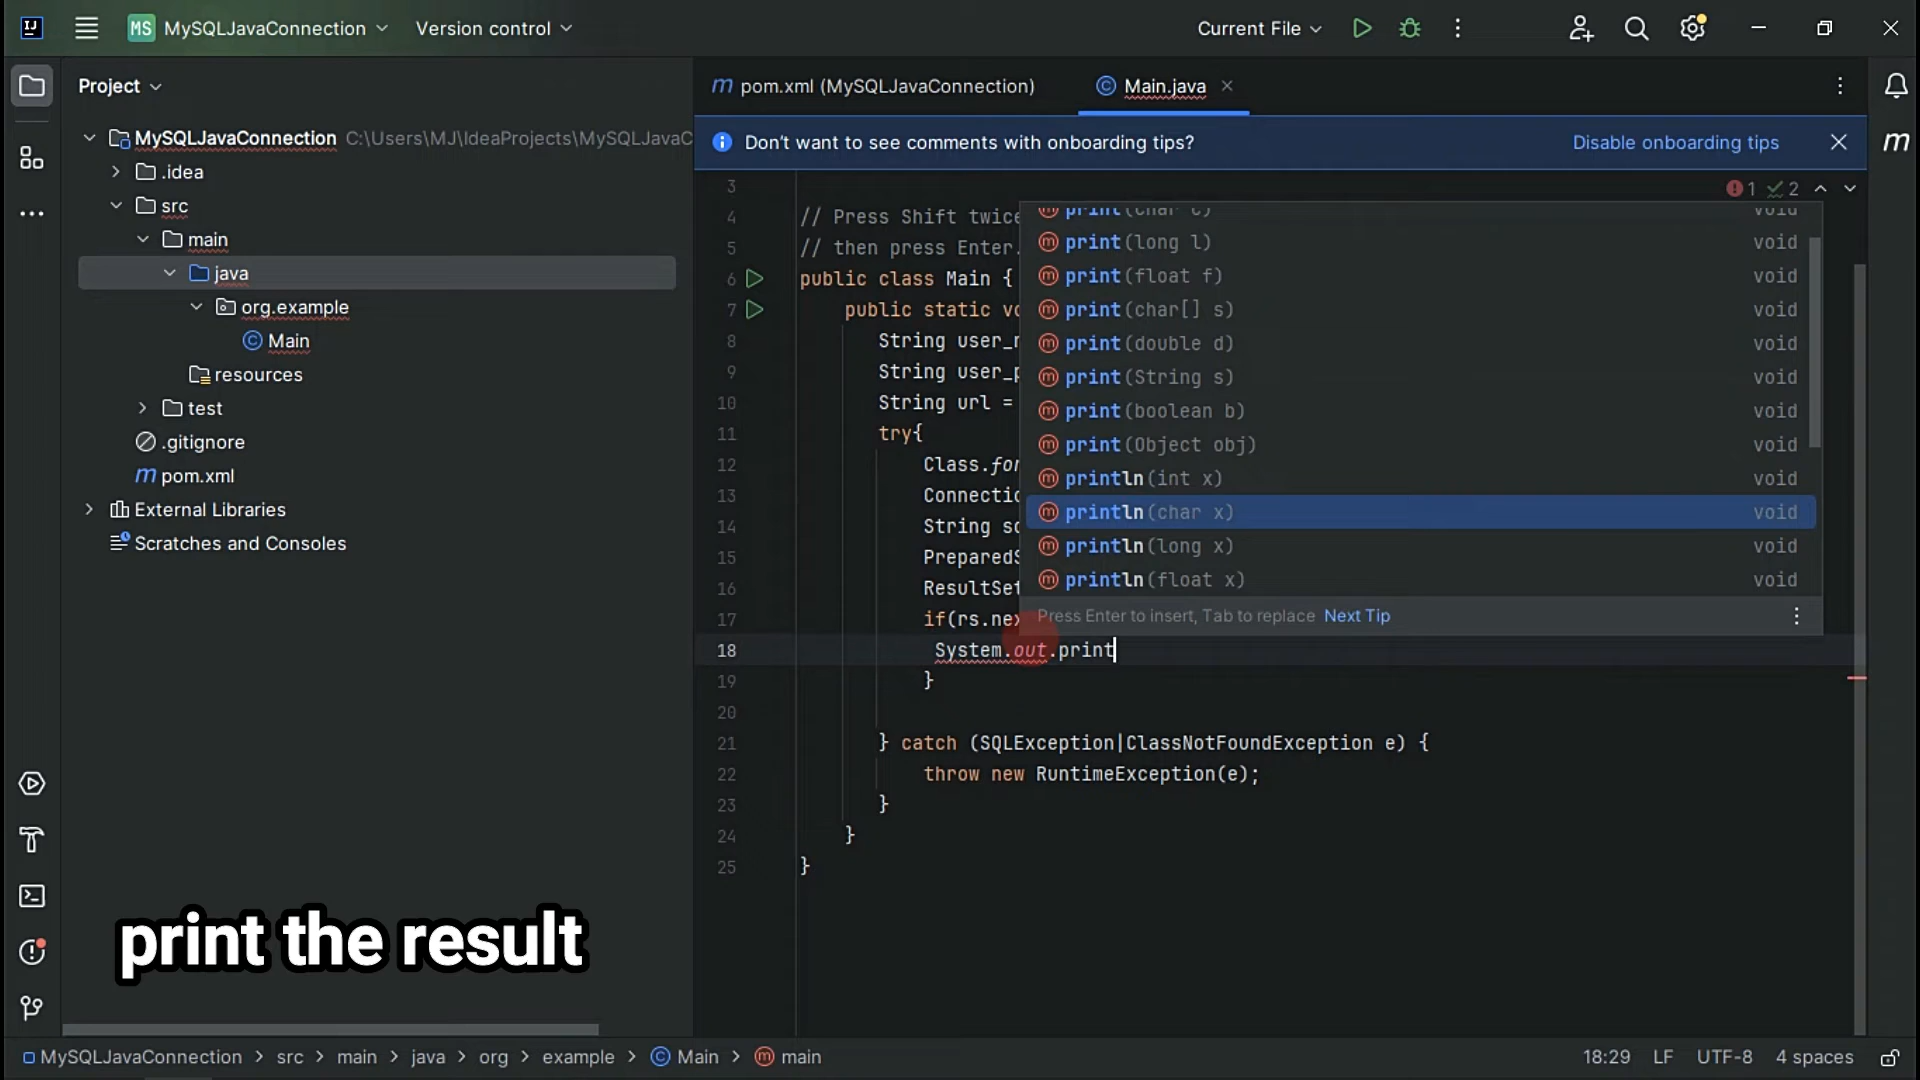 MS MySQLJavaConnection Version control Current File
Project
pom.xml (MySQLJavaConnection) Main.java
MySQLJavaConnection C:\Users\MJ\IdeaProjects\MySQLJavaC
Don't want to see comments with onboarding tips? Disable onboarding tips
.idea
src
main
java
org.example
Main
resources
test
.gitignore
pom.xml
External Libraries
Scratches and Consoles
1 2
3
4 // Press Shift twice
5 // then press Enter.
6 public class Main {
7 public static vo
8 String user_
9 String user_
10 String url =
11 try{
12 Class.for
13 Connectio
14 String
15 Prepared
16 ResultSet
17 if(rs.nex
18 System.out.print
19 }
20
21 } catch (SQLException|ClassNotFoundException e) {
22 throw new RuntimeException(e);
23 }
24 }
25 }
print(char c) void
print(long l) void
print(float f) void
print(char[] s) void
print(double d) void
print(String s) void
print(boolean b) void
print(Object obj) void
println(int x) void
println(char x) void
println(long x) void
println(float x) void
Press Enter to insert, Tab to replace Next Tip
print the result
MySQLJavaConnection > src > main > java > org > example > Main > main 18:29 LF UTF-8 4 spaces